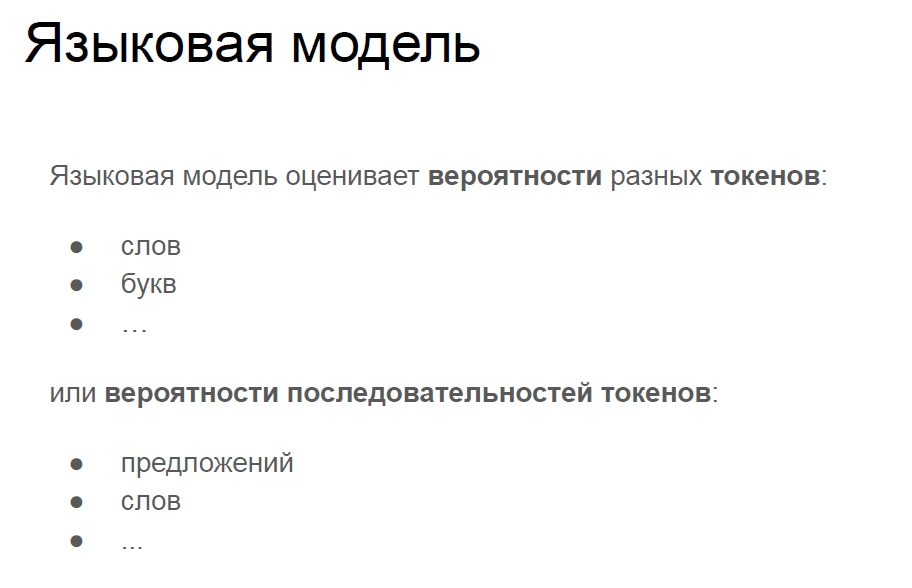 Языковая модель
Языковая модель оценивает вероятности разных токенов:
● слов
● букв
● …
или вероятности последовательностей токенов:
● предложений
● слов
● ...